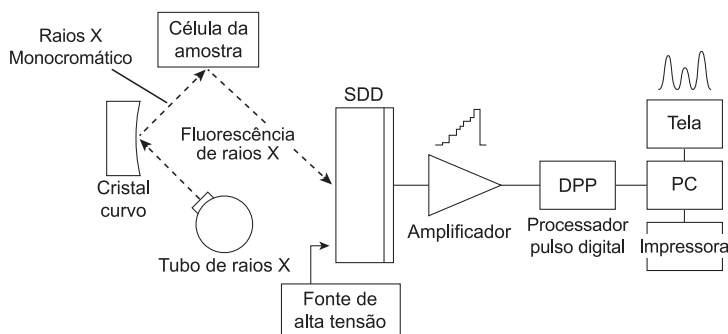 Raios X
Monocromático
Célula da
amostra
SDD
Tela
Fluorescência
de raios X
DPP
PC
Cristal
curvo
Amplificador
Processador
pulso digital
Impressora
Tubo de raios X
Fonte de
alta tensão